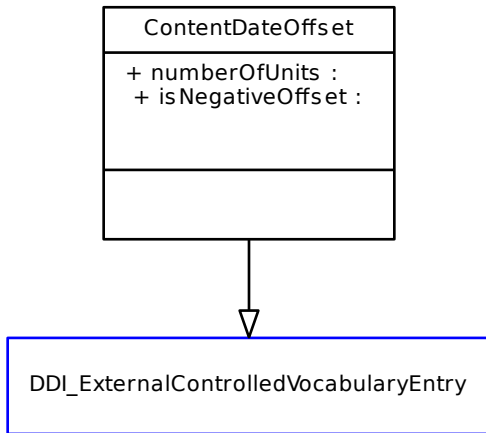 ContentDateOffset
+ numberOfUnits :
+ isNegativeOffset :
DDI_ExternalControlledVocabularyEntry